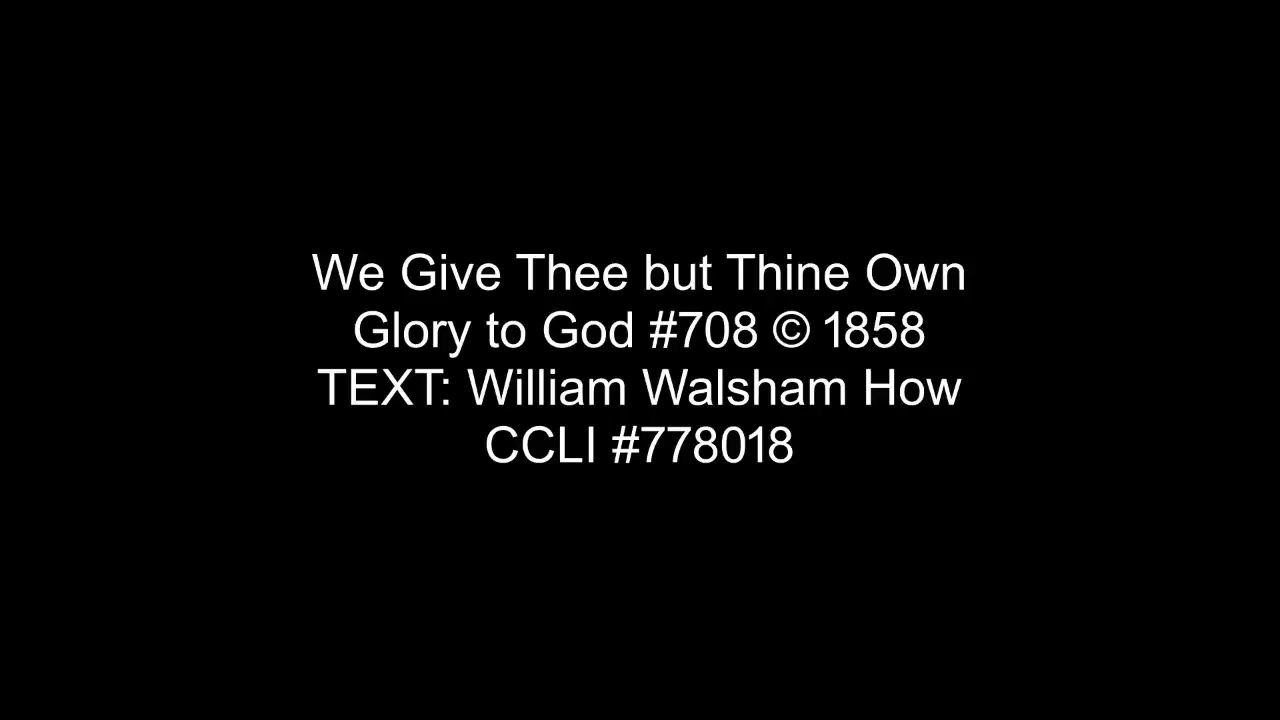 We Give Thee but Thine Own
Glory to God #708 © 1858
TEXT: William Walsham How
CCLI #778018